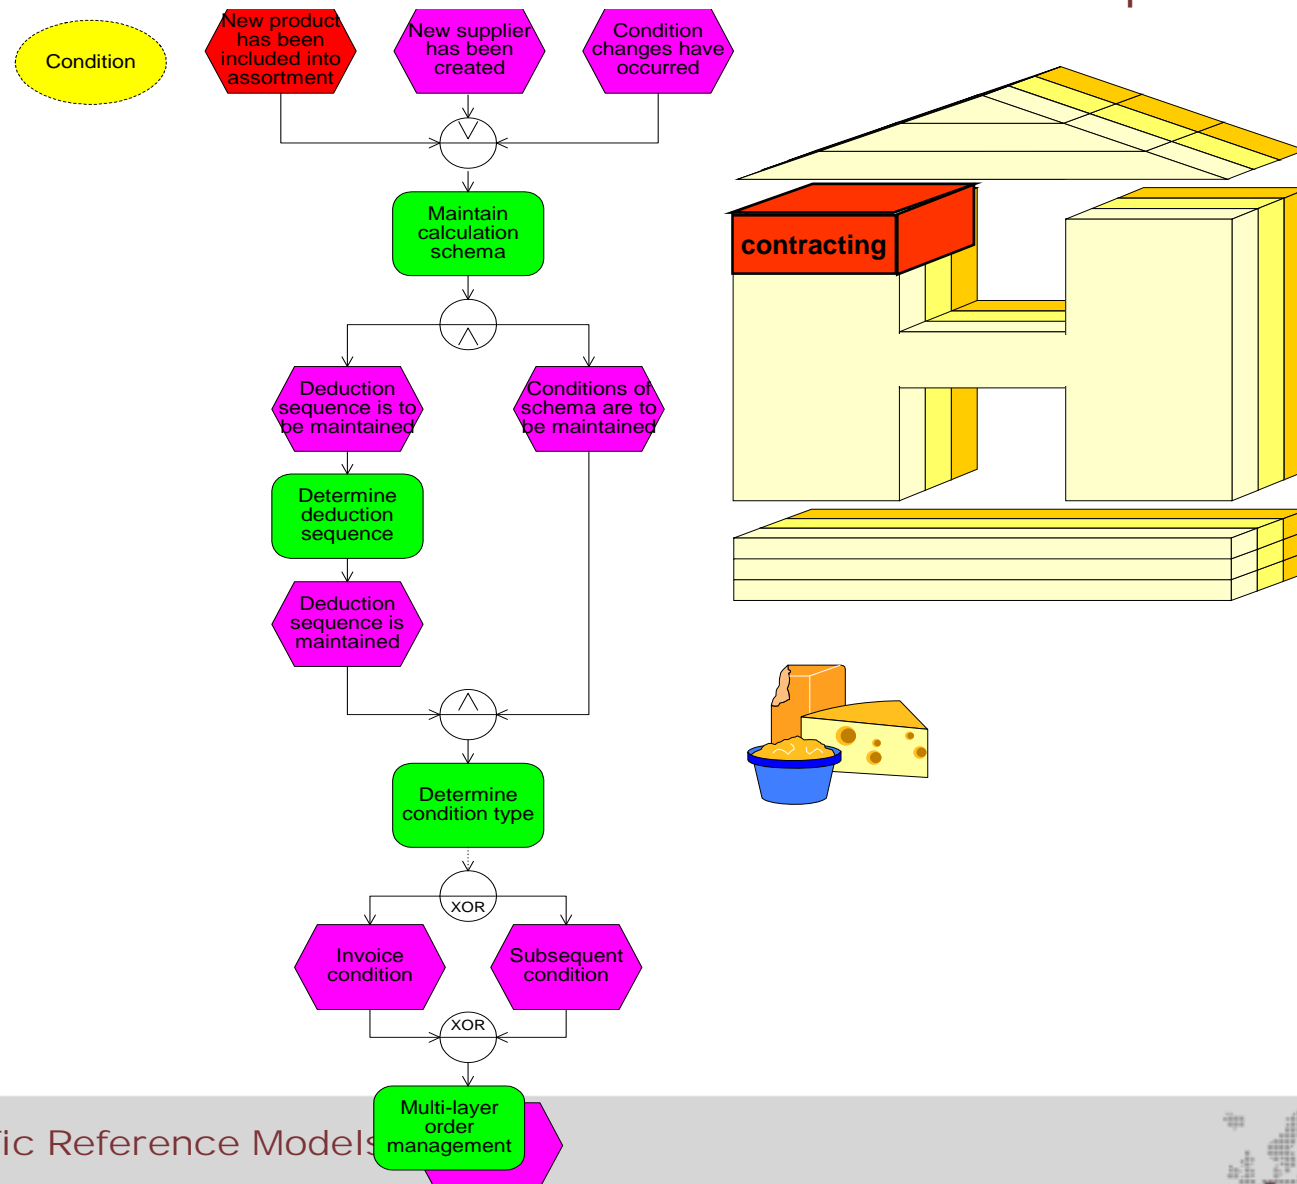 Condition
New product
has been
included into
assortment
New supplier
has been
created
Condition
changes have
occurred
Maintain
calculation
schema
contracting
Deduction
sequence is to
be maintained
Conditions of
schema are to
be maintained
Determine
deduction
sequence
Deduction
sequence is
maintained
Determine
condition type
XOR
Invoice
condition
Subsequent
condition
XOR
Multi-layer
order
management
ic Reference Models